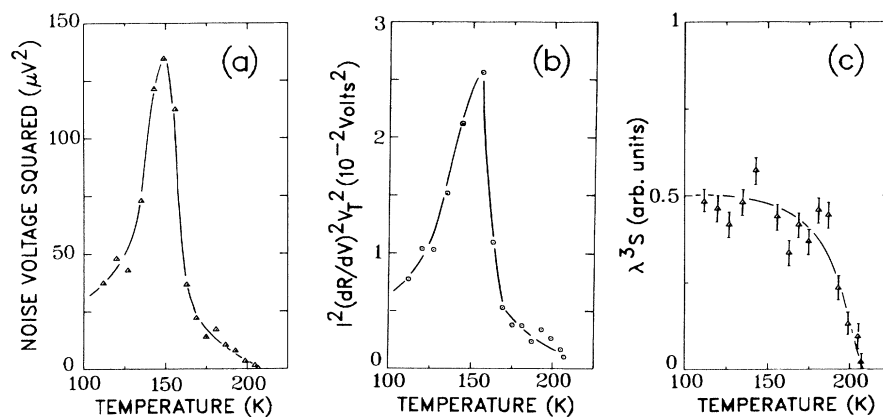 (a)
NOISE VOLTAGE SQUARED (μV²)
150
100
50
0
100 150 200
TEMPERATURE (K)
(b)
I²(dR/dV)²V_T² (10⁻² Volts²)
3
2
1
0
100 150 200
TEMPERATURE (K)
(c)
λ³S (arb. units)
1.0
0.5
0
100 150 200
TEMPERATURE (K)